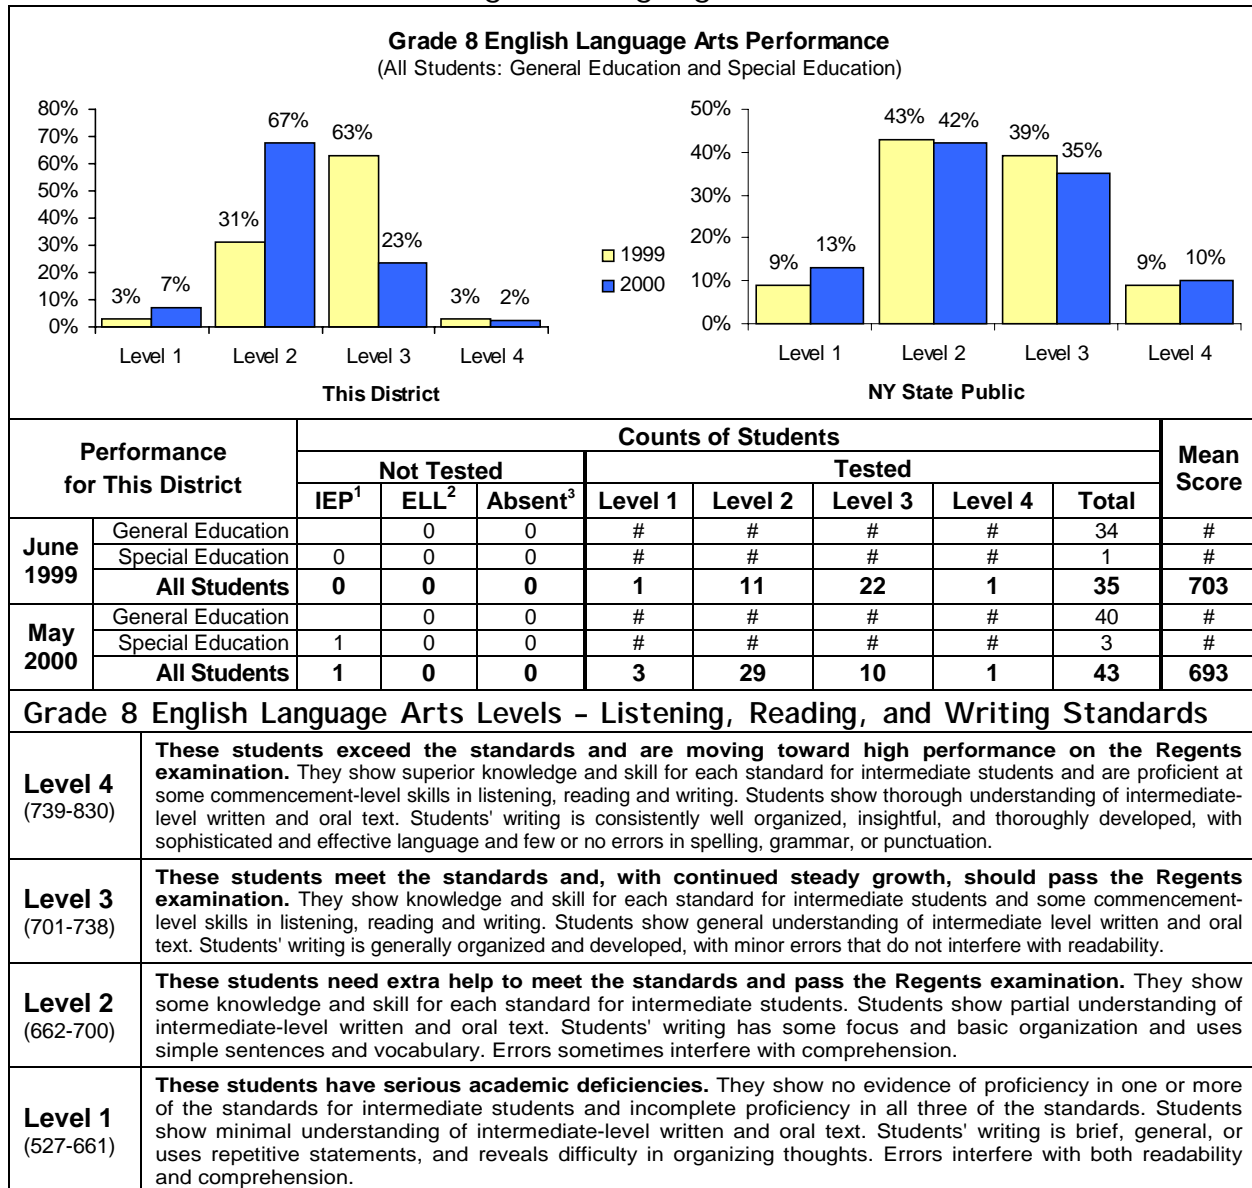 Grade 8 English Language Arts Performance
(All Students: General Education and Special Education)
80%
70%
60%
50%
40%
30%
20%
10%
0%
3%
7%
31%
67%
63%
23%
3%
2%
Level 1
Level 2
Level 3
Level 4
This District
1999
2000
50%
40%
30%
20%
10%
0%
9%
13%
43%
42%
39%
35%
9%
10%
Level 1
Level 2
Level 3
Level 4
NY State Public
Performance
for This District
Counts of Students
Mean
Score
Not Tested
Tested
IEP1 ELL2 Absent3 Level 1 Level 2 Level 3 Level 4 Total
June
1999
General Education 0 0 # # # # 34 #
Special Education 0 0 0 # # # # 1 #
All Students 0 0 0 1 11 22 1 35 703
May
2000
General Education 0 0 # # # # 40 #
Special Education 1 0 0 # # # # 3 #
All Students 1 0 0 3 29 10 1 43 693
Grade 8 English Language Arts Levels – Listening, Reading, and Writing Standards
Level 4
(739-830)
These students exceed the standards and are moving toward high performance on the Regents
examination. They show superior knowledge and skill for each standard for intermediate students and are proficient at
some commencement-level skills in listening, reading and writing. Students show thorough understanding of intermediate-
level written and oral text. Students' writing is consistently well organized, insightful, and thoroughly developed, with
sophisticated and effective language and few or no errors in spelling, grammar, or punctuation.
Level 3
(701-738)
These students meet the standards and, with continued steady growth, should pass the Regents
examination. They show knowledge and skill for each standard for intermediate students and some commencement-
level skills in listening, reading and writing. Students show general understanding of intermediate level written and oral
text. Students' writing is generally organized and developed, with minor errors that do not interfere with readability.
Level 2
(662-700)
These students need extra help to meet the standards and pass the Regents examination. They show
some knowledge and skill for each standard for intermediate students. Students show partial understanding of
intermediate-level written and oral text. Students' writing has some focus and basic organization and uses
simple sentences and vocabulary. Errors sometimes interfere with comprehension.
Level 1
(527-661)
These students have serious academic deficiencies. They show no evidence of proficiency in one or more
of the standards for intermediate students and incomplete proficiency in all three of the standards. Students
show minimal understanding of intermediate-level written and oral text. Students' writing is brief, general, or
uses repetitive statements, and reveals difficulty in organizing thoughts. Errors interfere with both readability
and comprehension.